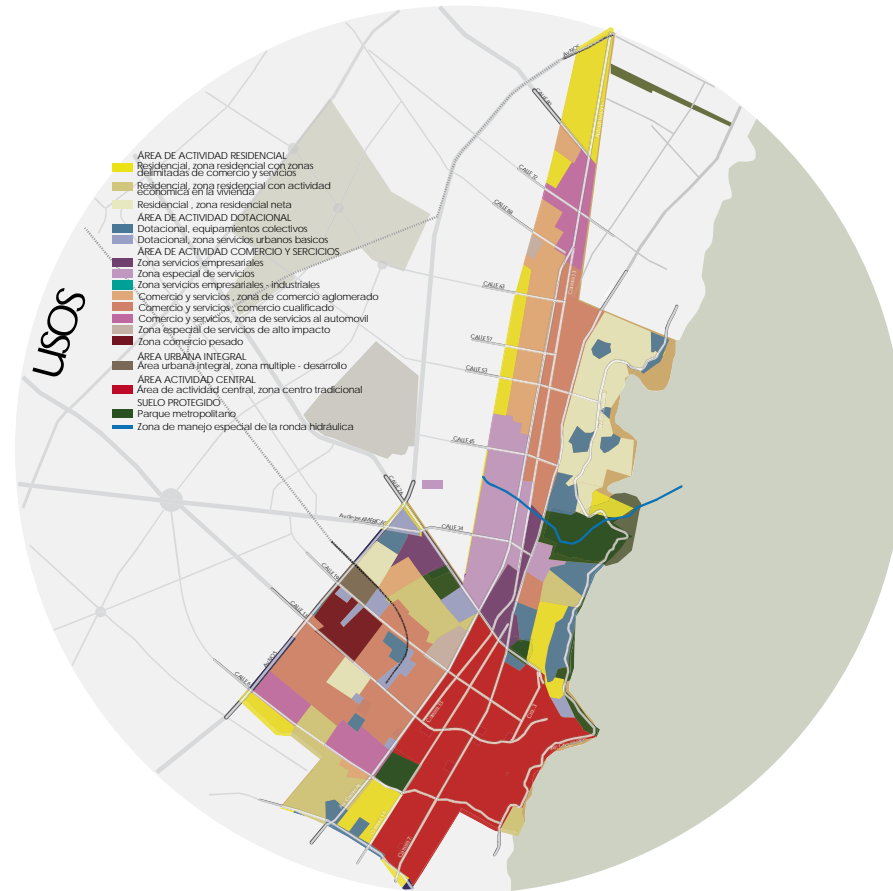 USOS
ÁREA DE ACTIVIDAD RESIDENCIAL
Residencial, zona residencial con zonas
delimitadas de comercio y servicios
Residencial, zona residencial con actividad
económica en la vivienda
Residencial , zona residencial neta
ÁREA DE ACTIVIDAD DOTACIONAL
Dotacional, equipamientos colectivos
Dotacional, zona servicios urbanos basicos
ÁREA DE ACTIVIDAD COMERCIO Y SERCICIOS
Zona servicios empresariales
Zona especial de servicios
Zona servicios empresariales - industriales
Comercio y servicios , zona de comercio aglomerado
Comercio y servicios , comercio cualificado
Comercio y servicios, zona de servicios al automovil
Zona especial de servicios de alto impacto
Zona comercio pesado
ÁREA URBANA INTEGRAL
Área urbana integral, zona multiple - desarrollo
ÁREA ACTIVIDAD CENTRAL
Área de actividad central, zona centro tradicional
SUELO PROTEGIDO
Parque metropolitano
Zona de manejo especial de la ronda hidráulica
CALLE 72
CALLE 63
CALLE 57
CALLE 53
CALLE 45
CALLE 34